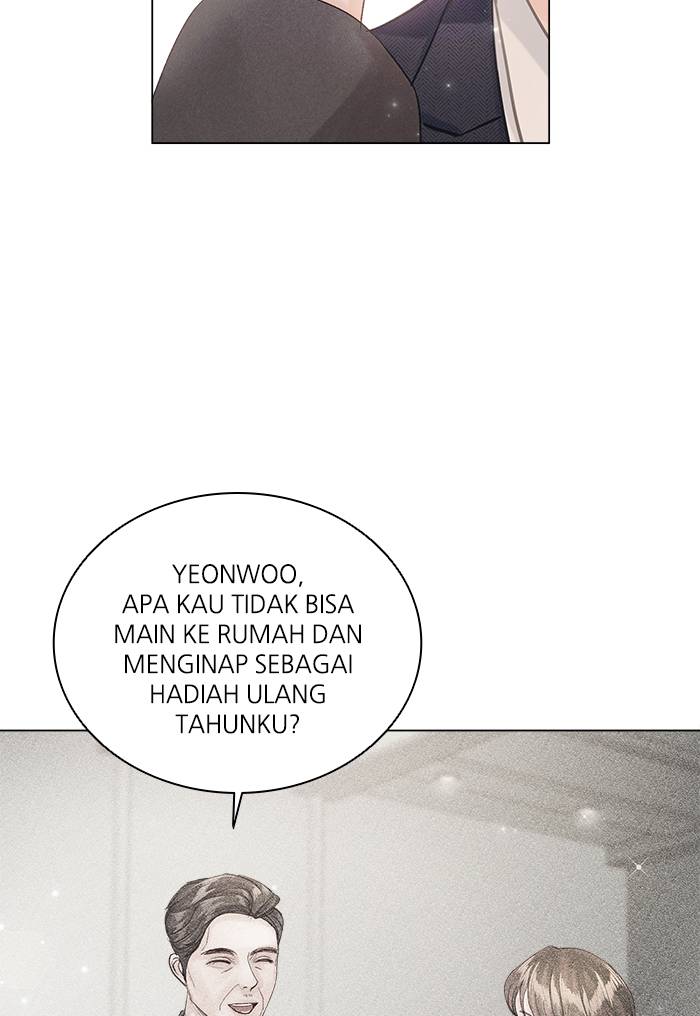 YEONWOO,
APA KAU TIDAK BISA
MAIN KE RUMAH DAN
MENGINAP SEBAGAI
HADIAH ULANG
TAHUNKU?